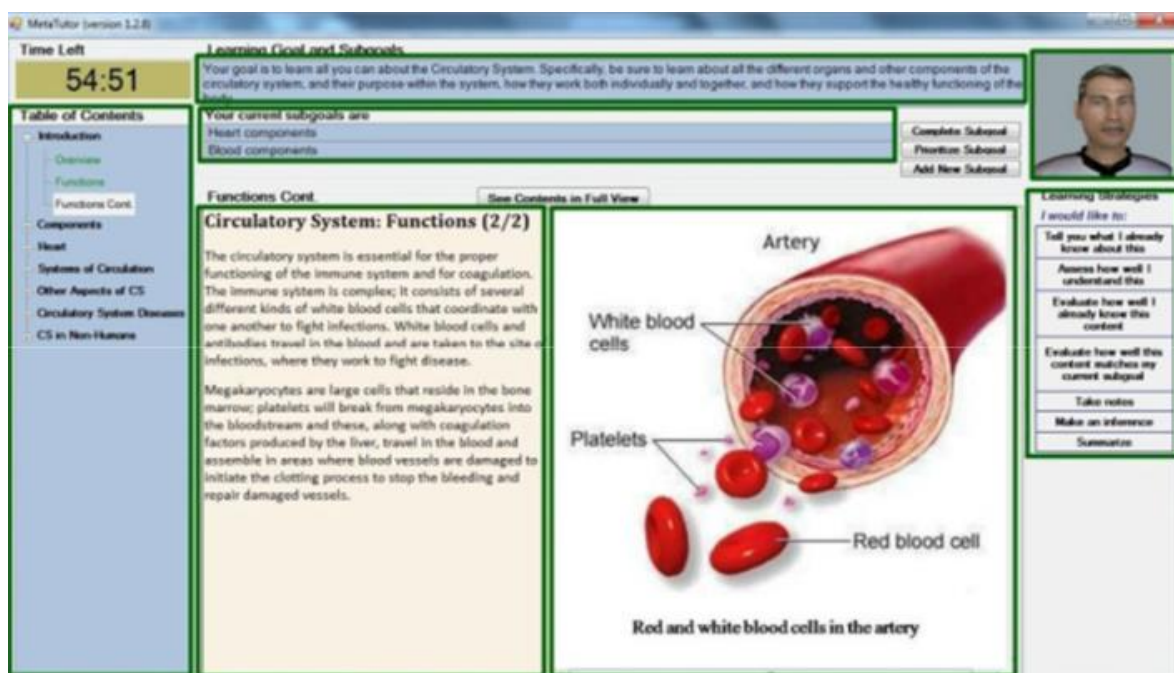 MetaTutor (version 1.2.8)
Time Left
54:51
Learning Goal and Subgoals
Your goal is to learn all you can about the Circulatory System. Specifically, be sure to learn about all the different organs and other components of the
circulatory system, and their purpose within the system, how they work both individually and together, and how they support the healthy functioning of the
body.
Your current subgoals are
Heart components
Blood components
Complete Subgoal
Prioritize Subgoal
Add New Subgoal
Table of Contents
Introduction
Overview
Functions
Functions Cont.
Components
Heart
Systems of Circulation
Other Aspects of CS
Circulatory System Diseases
CS in Non-Humans
Functions Cont.
See Contents in Full View
Circulatory System: Functions (2/2)
The circulatory system is essential for the proper
functioning of the immune system and for coagulation.
The immune system is complex; it consists of several
different kinds of white blood cells that coordinate with
one another to fight infections. White blood cells and
antibodies travel in the blood and are taken to the site o
infections, where they work to fight disease.
Megakaryocytes are large cells that reside in the bone
marrow; platelets will break from megakaryocytes into
the bloodstream and these, along with coagulation
factors produced by the liver, travel in the blood and
assemble in areas where blood vessels are damaged to
initiate the clotting process to stop the bleeding and
repair damaged vessels.
Artery
White blood
cells
Platelets
Red blood cell
Red and white blood cells in the artery
Learning Strategies
I would like to:
Tell you what I already
know about this
Assess how well I
understand this
Evaluate how well I
already know this
content
Evaluate how well this
content matches my
current subgoal
Take notes
Make an inference
Summarize